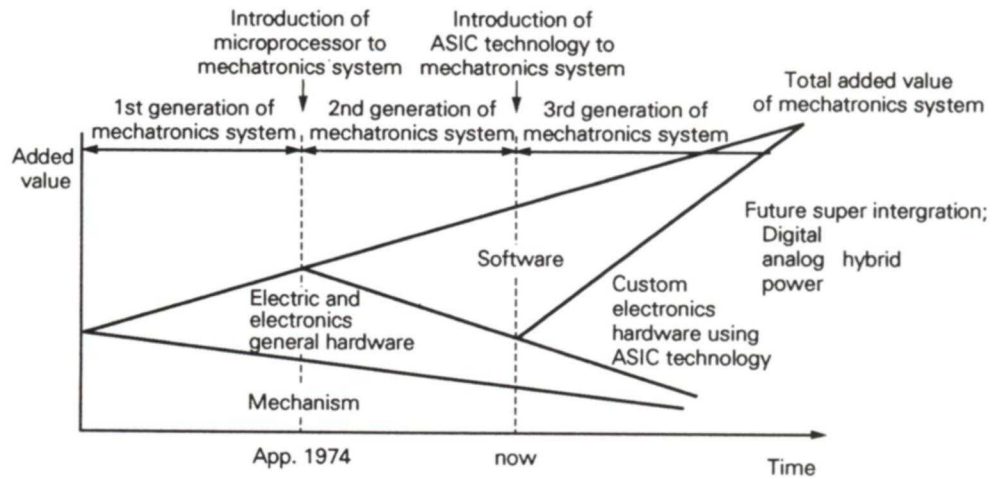 Introduction of
microprocessor to
mechatronics system
Introduction of
ASIC technology to
mechatronics system
Total added value
of mechatronics system
1st generation of
mechatronics system
2nd generation of
mechatronics system
3rd generation of
mechatronics system
Added
value
Future super intergration;
Digital
analog hybrid
power
Software
Electric and
electronics
general hardware
Custom
electronics
hardware using
ASIC technology
Mechanism
App. 1974
now
Time